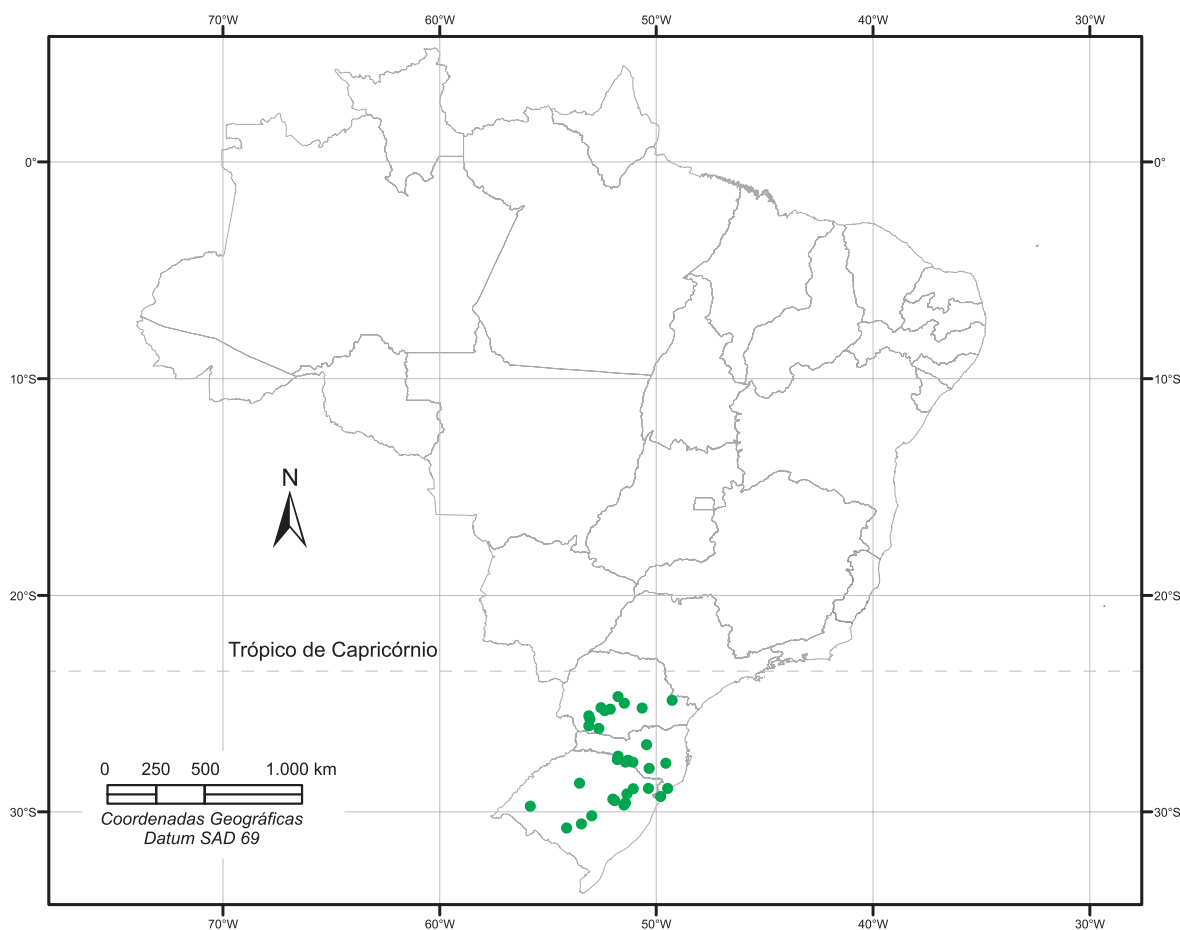 70°W 60°W 50°W 40°W 30°W
0° 0°
10°S 10°S
N
20°S 20°S
Trópico de Capricórnio
0 250 500 1.000 km
30°S 30°S
Coordenadas Geográficas
Datum SAD 69
70°W 60°W 50°W 40°W 30°W